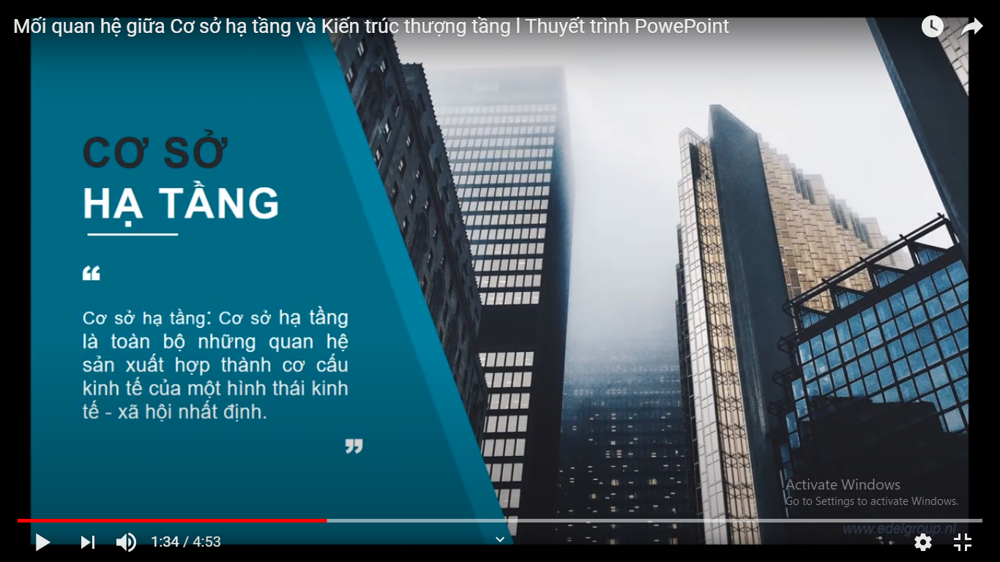 Mối quan hệ giữa Cơ sở hạ tầng và Kiến trúc thượng tầng l Thuyết trình PowePoint
CƠ SỞ
HẠ TẦNG
“
Cơ sở hạ tầng: Cơ sở hạ tầng
là toàn bộ những quan hệ
sản xuất hợp thành cơ cấu
kinh tế của một hình thái kinh
tế - xã hội nhất định.
”
Activate Windows
Go to Settings to activate Windows.
www.edelgroup.nl
1:34 / 4:53